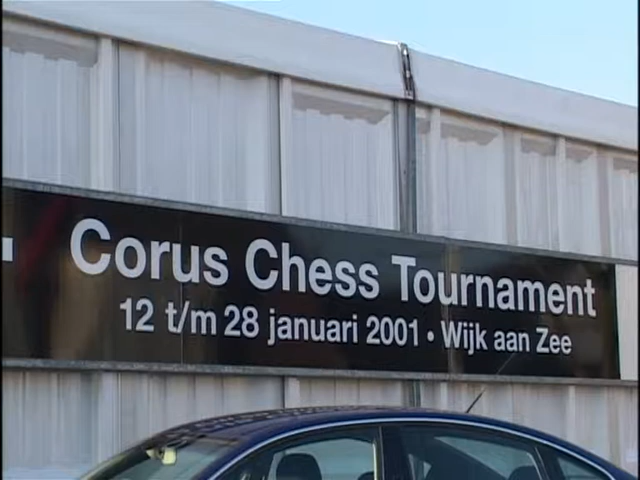 Corus Chess Tournament
12 t/m 28 januari 2001 • Wijk aan Zee